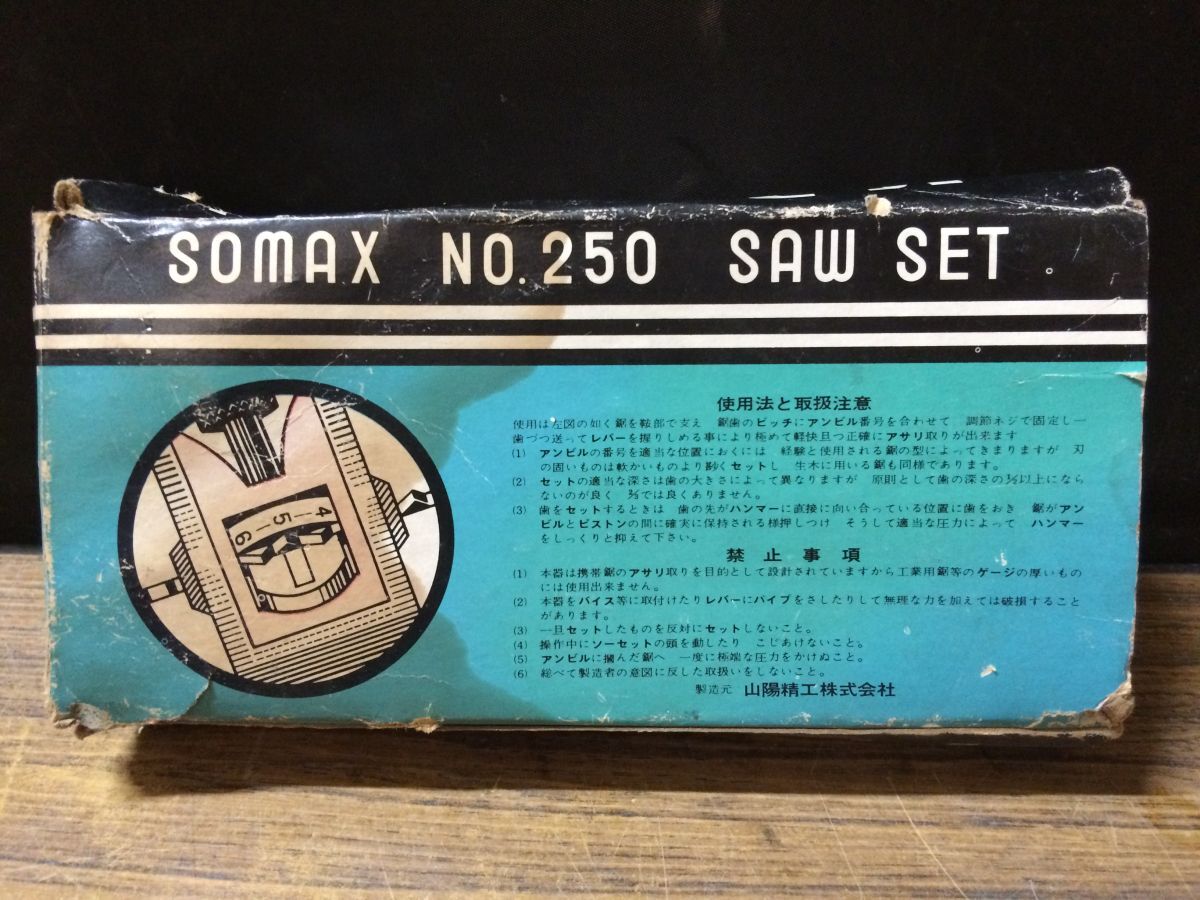 SOMAX NO.250 SAW SET
4
5
6
使用法と取扱注意
使用は左図の如く鋸を鞍部で支え 鋸歯のピッチにアンビル番号を合わせて 調節ネジで固定し一
歯づつ送ってレバーを握りしめる事により極めて軽快且つ正確にアサリ取りが出来ます
(1) アンビルの番号を適当な位置におくには 経験と使用される鋸の型によってきまりますが 刃
の固いものは軟かいものより尠くセットし 生木に用いる鋸も同様であります。
(2) セットの適当な深さは歯の大きさによって異なりますが 原則として歯の深さの 以上になら
ないのが良く では良くありません。
(3) 歯をセットするときは 歯の先がハンマーに直接に向い合っている位置に歯をおき 鋸がアン
ビルとピストンの間に確実に保持される様押しつけ そうして適当な圧力によって ハンマー
をしっくりと抑えて下さい。
禁止事項
(1) 本器は携帯鋸のアサリ取りを目的として設計されていますから工業用鋸等のゲージの厚いもの
には使用出来ません。
(2) 本器をバイス等に取付けたりレバーにパイプをさしたりして無理な力を加えては破損すること
があります。
(3) 一旦セットしたものを反対にセットしないこと。
(4) 操作中にソーセットの頭を動したり こじあけないこと。
(5) アンビルに摑んだ鋸へ 一度に極端な圧力をかけぬこと。
(6) 総べて製造者の意図に反した取扱いをしないこと。
製造元 山陽精工株式会社